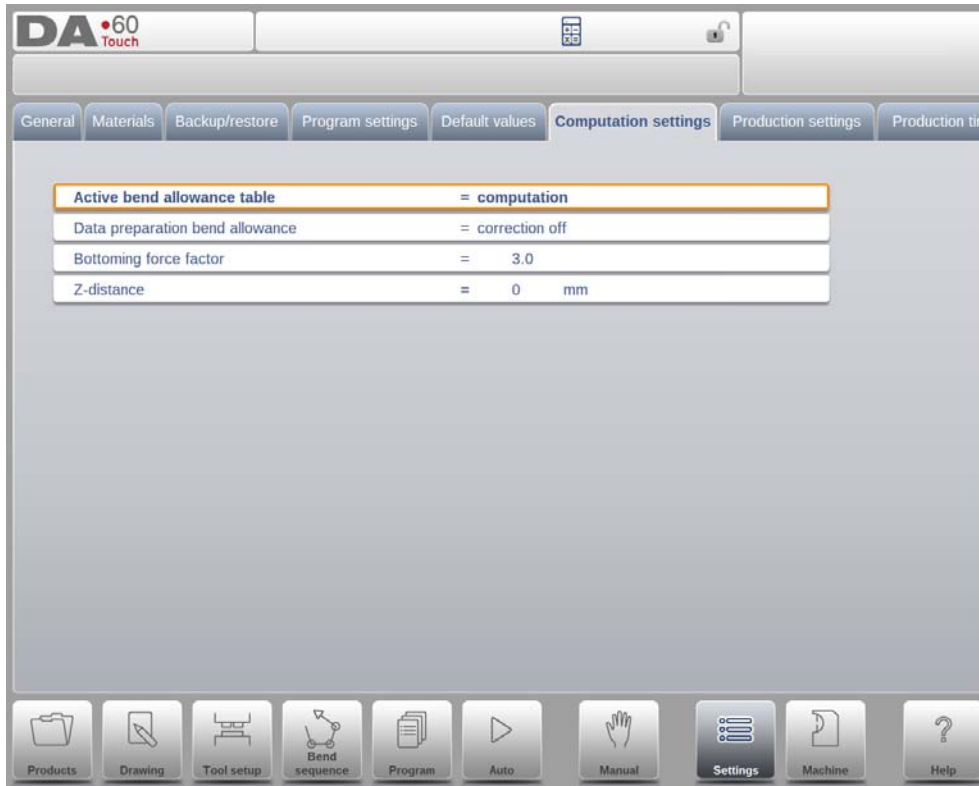 DA•60
Touch
General Materials Backup/restore Program settings Default values Computation settings Production settings Production ti
Active bend allowance table = computation
Data preparation bend allowance = correction off
Bottoming force factor = 3.0
Z-distance = 0 mm
Products Drawing Tool setup Bend sequence Program Auto Manual Settings Machine Help